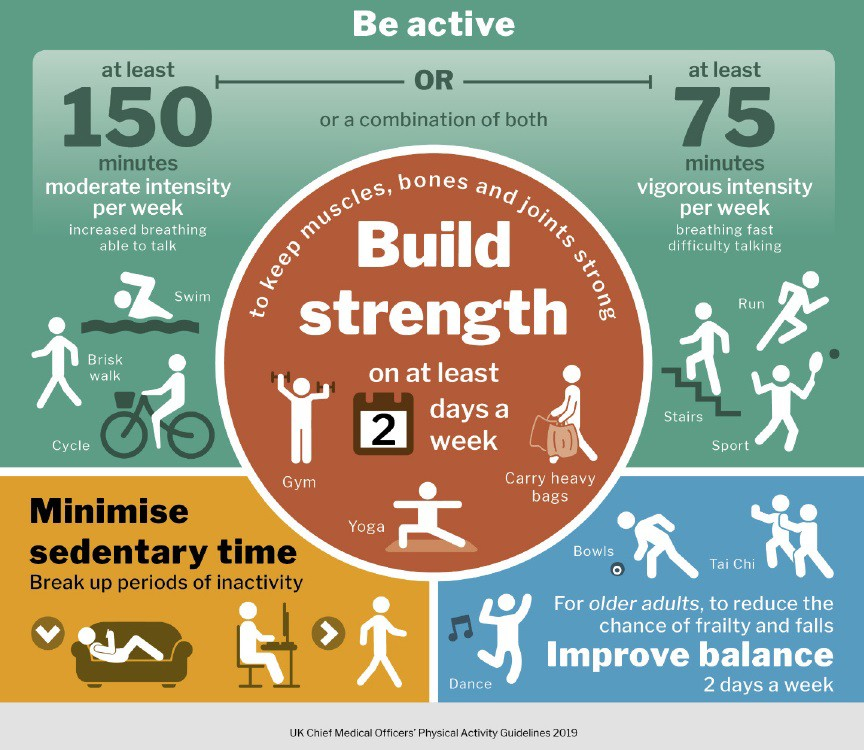 Be active
at least
150
minutes
moderate intensity
per week
increased breathing
able to talk
OR
or a combination of both
at least
75
minutes
vigorous intensity
per week
breathing fast
difficulty talking
Swim
Brisk
walk
Cycle
Run
Stairs
Sport
to keep muscles, bones and joints strong
Build
strength
on at least
2
days a
week
Gym
Carry heavy
bags
Yoga
Minimise
sedentary time
Break up periods of inactivity
Bowls
Tai Chi
Dance
For older adults, to reduce the
chance of frailty and falls
Improve balance
2 days a week
UK Chief Medical Officers' Physical Activity Guidelines 2019